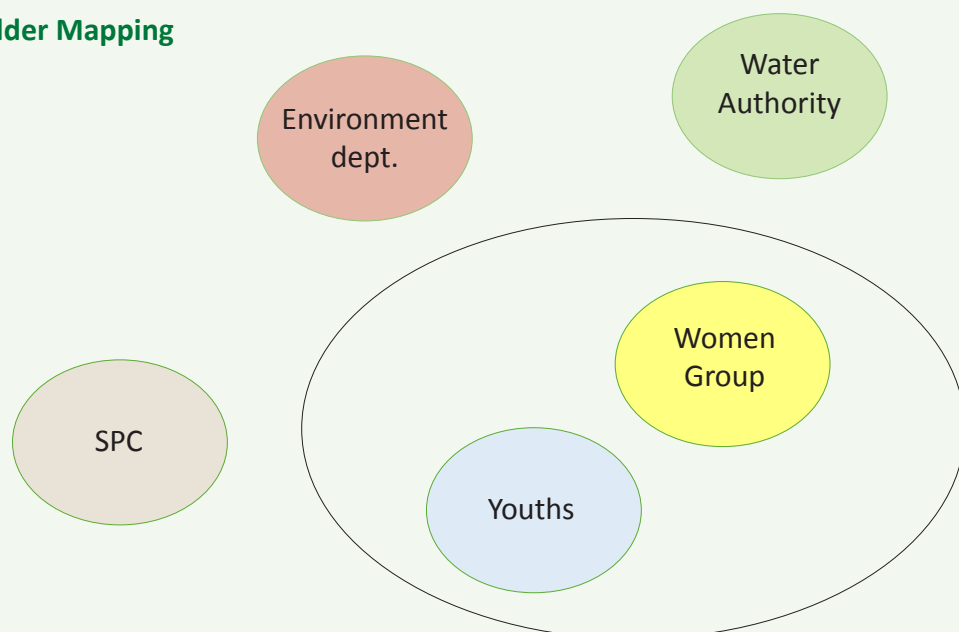 lder Mapping
Water
Authority
Environment
dept.
Women
Group
SPC
Youths